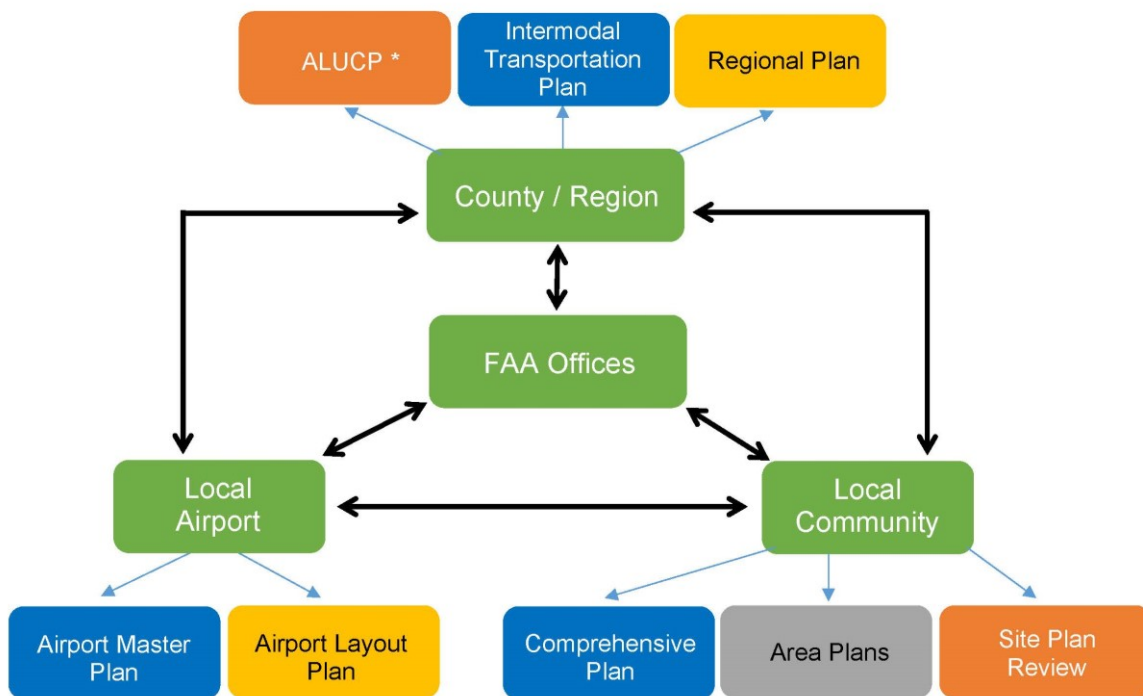 ALUCP *
Intermodal
Transportation
Plan
Regional Plan
County / Region
FAA Offices
Local
Airport
Local
Community
Airport Master
Plan
Airport Layout
Plan
Comprehensive
Plan
Area Plans
Site Plan
Review